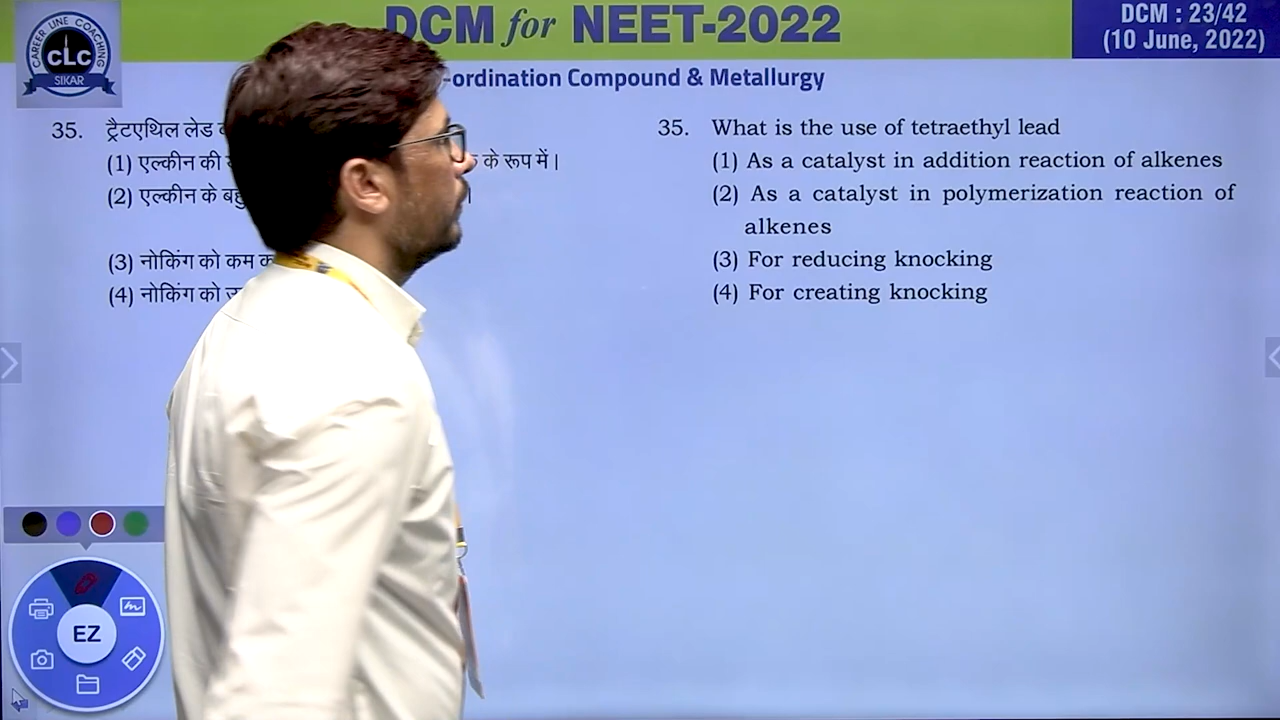 CAREER LINE COACHING
CLC
SIKAR
DCM for NEET-2022
DCM : 23/42
(10 June, 2022)
-ordination Compound & Metallurgy
35. ट्रैटएथिल लेड
(1) एल्कीन की
के रूप में।
(2) एल्कीन के
(3) नोकिंग को कम
(4) नोकिंग को
35. What is the use of tetraethyl lead
(1) As a catalyst in addition reaction of alkenes
(2) As a catalyst in polymerization reaction of
alkenes
(3) For reducing knocking
(4) For creating knocking
EZ